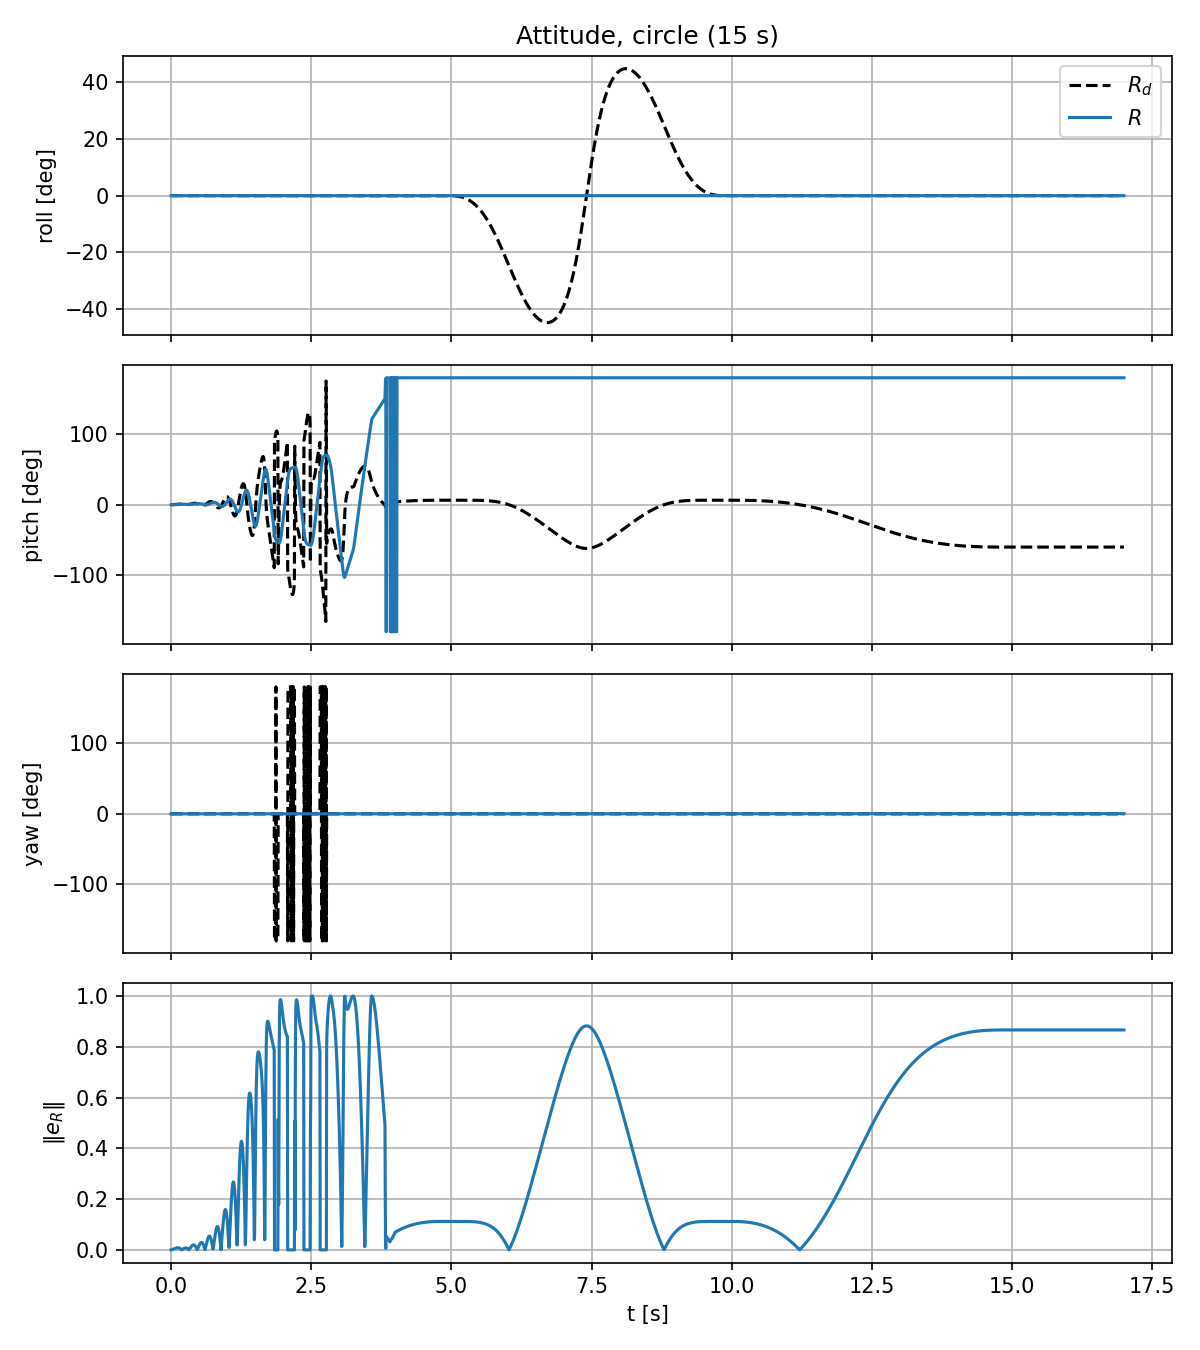 Attitude, circle (15 s)
R_d
R
40
20
0
−20
−40
roll [deg]
100
0
−100
pitch [deg]
100
0
−100
yaw [deg]
1.0
0.8
0.6
0.4
0.2
0.0
‖e_R‖
0.0 2.5 5.0 7.5 10.0 12.5 15.0 17.5
t [s]